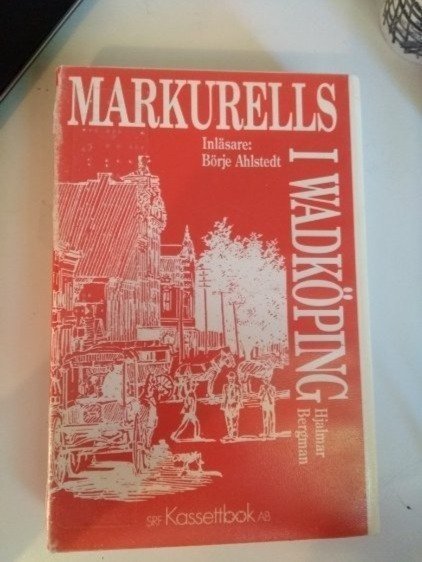 MARKURELLS
I WADKÖPING
Inläsare:
Börje Ahlstedt
Hjalmar
Bergman
SRF Kassettbok AB